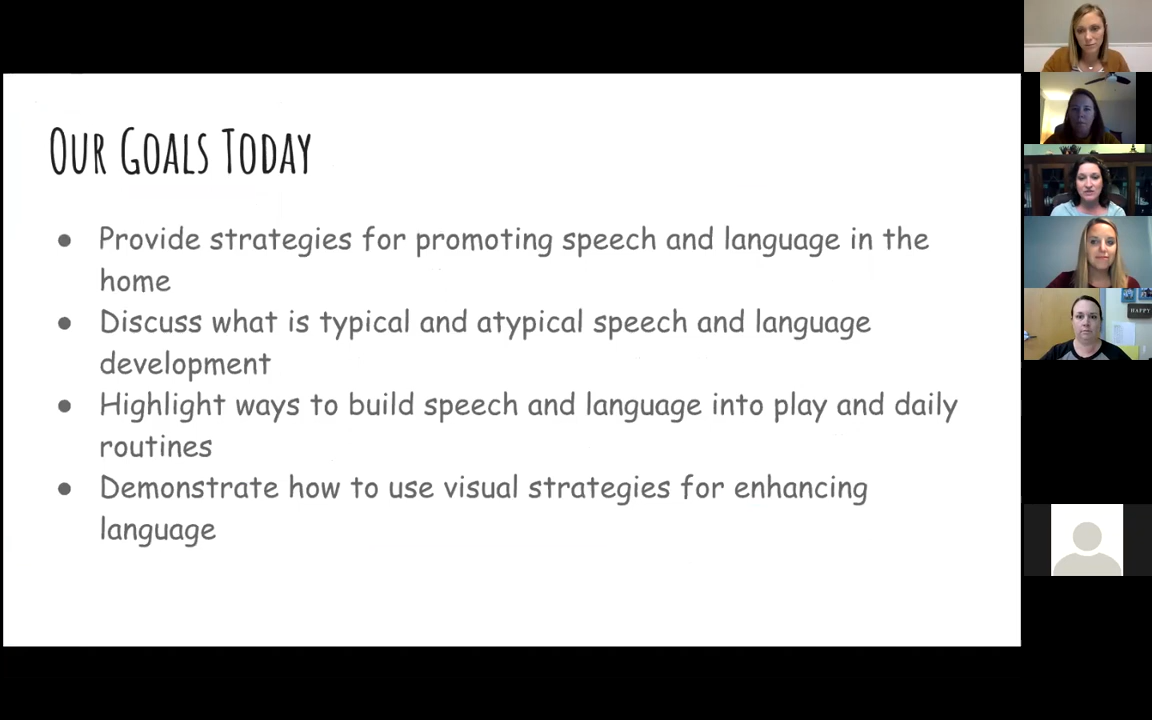 Our Goals Today
● Provide strategies for promoting speech and language in the
home
● Discuss what is typical and atypical speech and language
development
● Highlight ways to build speech and language into play and daily
routines
● Demonstrate how to use visual strategies for enhancing
language
HAPPY